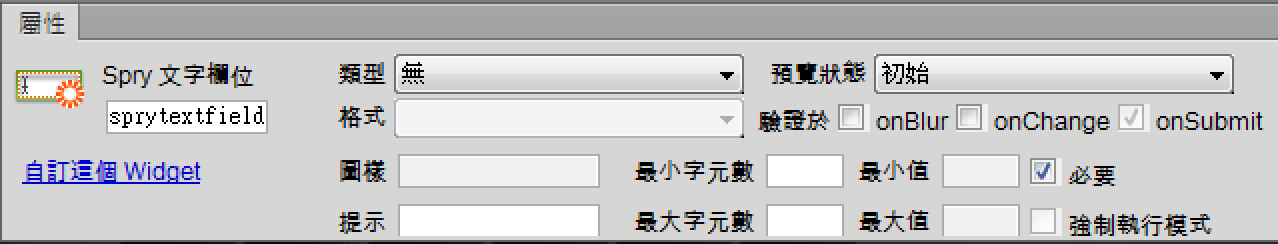 屬性
Spry 文字欄位 類型 無 預覽狀態 初始
sprytextfield 格式 驗證於 onBlur onChange onSubmit
自訂這個 Widget 圖樣 最小字元數 最小值 必要
提示 最大字元數 最大值 強制執行模式